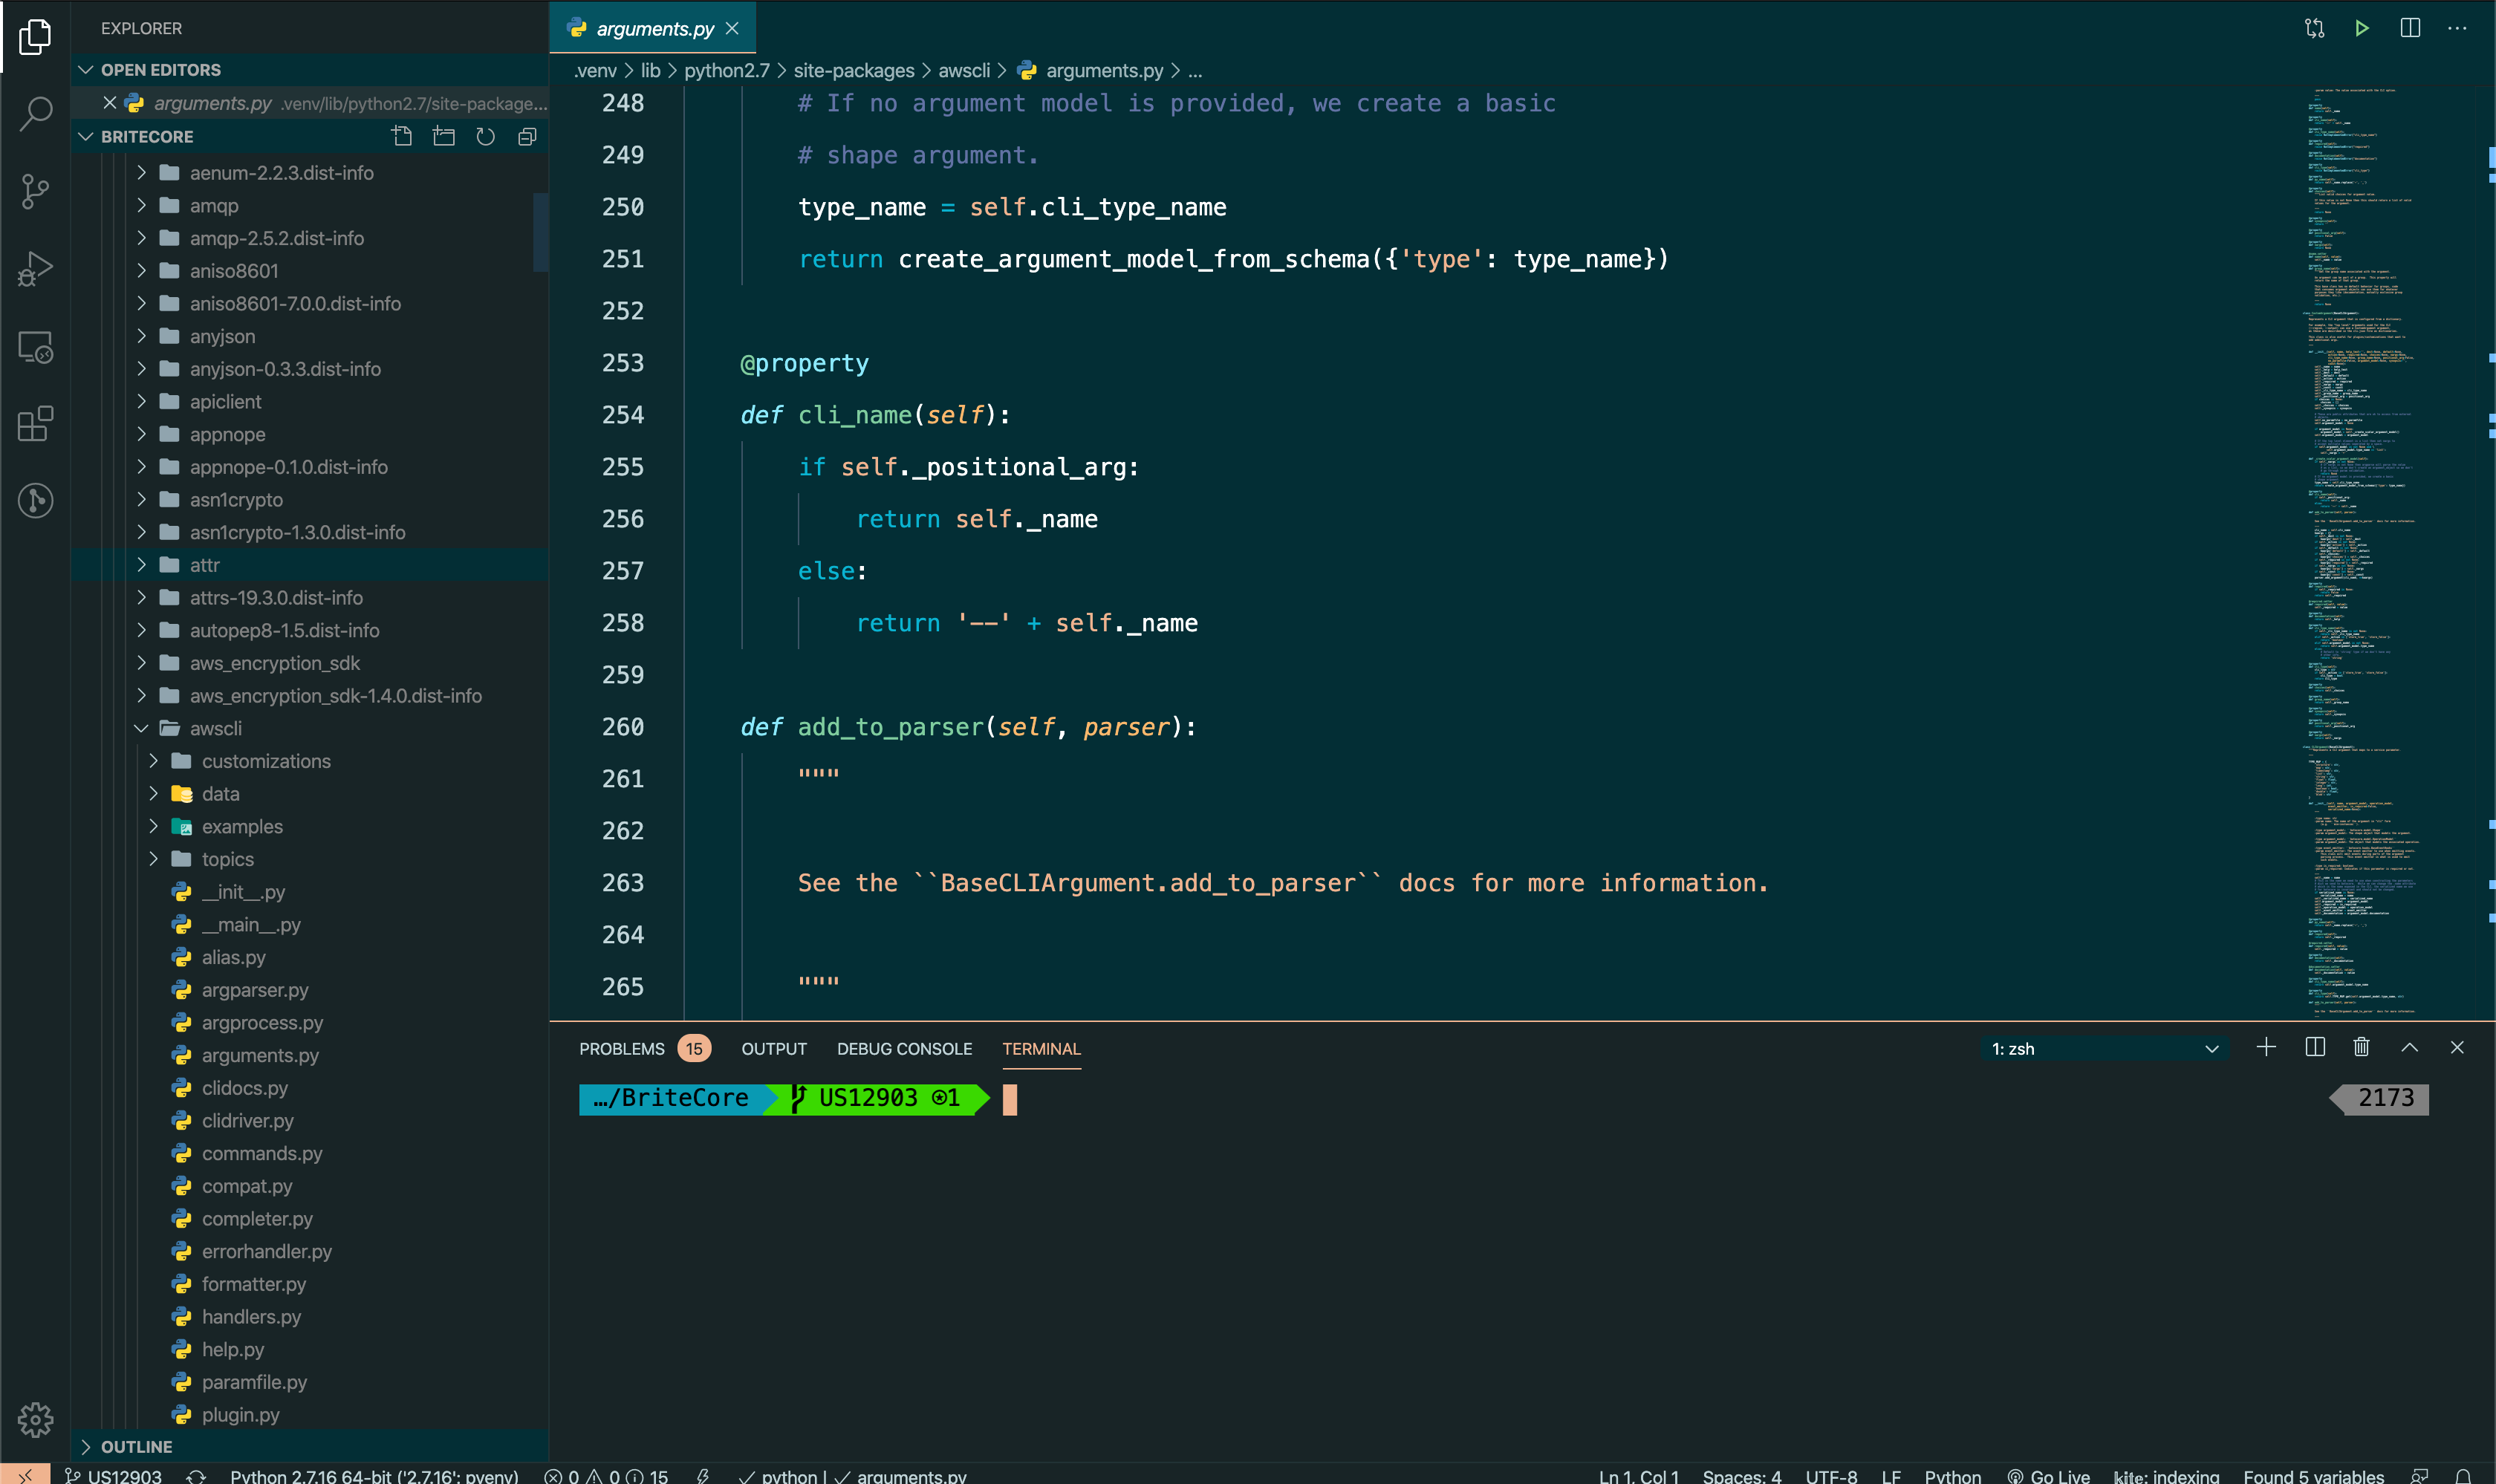 EXPLORER
OPEN EDITORS
arguments.py .venv/lib/python2.7/site-package...
BRITECORE
aenum-2.2.3.dist-info
amqp
amqp-2.5.2.dist-info
aniso8601
aniso8601-7.0.0.dist-info
anyjson
anyjson-0.3.3.dist-info
apiclient
appnope
appnope-0.1.0.dist-info
asn1crypto
asn1crypto-1.3.0.dist-info
attr
attrs-19.3.0.dist-info
autopep8-1.5.dist-info
aws_encryption_sdk
aws_encryption_sdk-1.4.0.dist-info
awscli
customizations
data
examples
topics
__init__.py
__main__.py
alias.py
argparser.py
argprocess.py
arguments.py
clidocs.py
clidriver.py
commands.py
compat.py
completer.py
errorhandler.py
formatter.py
handlers.py
help.py
paramfile.py
plugin.py
OUTLINE
arguments.py
.venv > lib > python2.7 > site-packages > awscli > arguments.py > ...
248 # If no argument model is provided, we create a basic
249 # shape argument.
250 type_name = self.cli_type_name
251 return create_argument_model_from_schema({'type': type_name})
252
253 @property
254 def cli_name(self):
255 if self._positional_arg:
256 return self._name
257 else:
258 return '--' + self._name
259
260 def add_to_parser(self, parser):
261 """
262
263 See the ``BaseCLIArgument.add_to_parser`` docs for more information.
264
265 """
PROBLEMS 15 OUTPUT DEBUG CONSOLE TERMINAL 1: zsh
…/BriteCore US12903 ⊛1 2173
US12903 Python 2.7.16 64-bit ('2.7.16': pyenv) 0 0 15 python | arguments.py Ln 1, Col 1 Spaces: 4 UTF-8 LF Python Go Live kite: indexing Found 5 variables